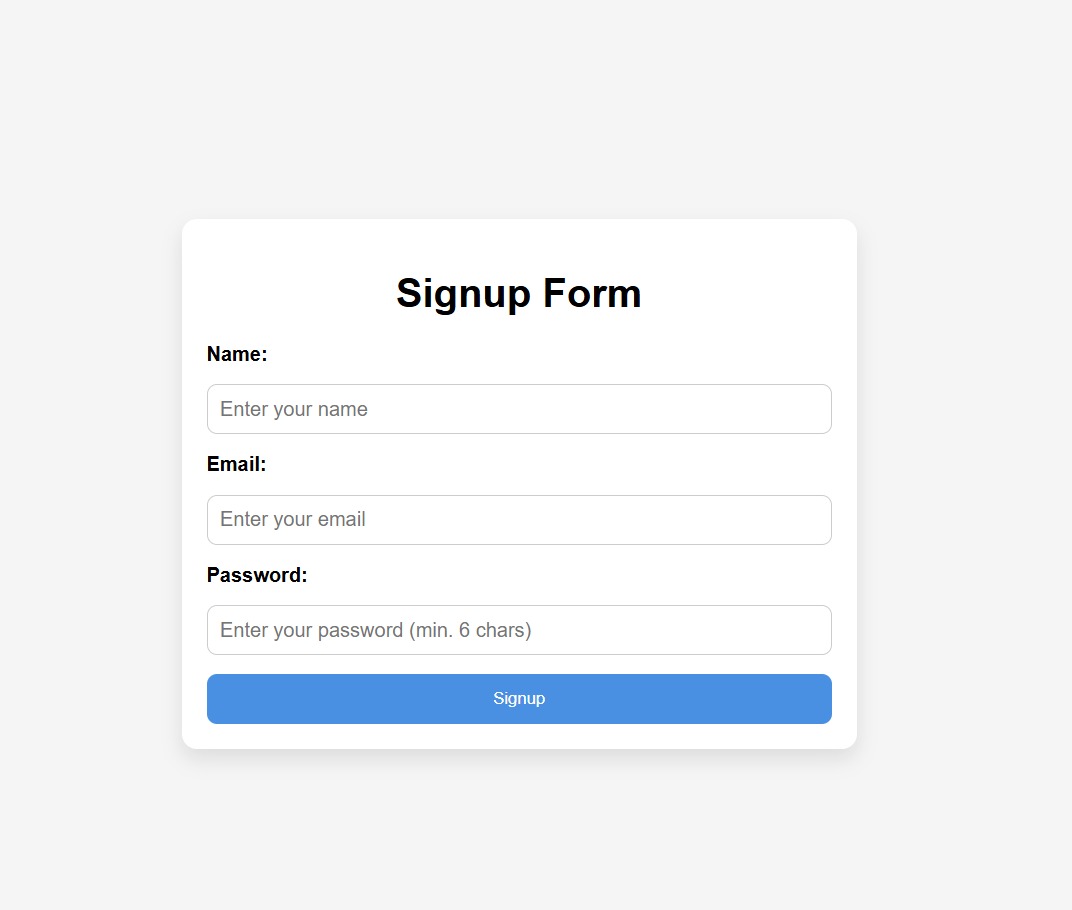 Signup Form
Name:
Enter your name
Email:
Enter your email
Password:
Enter your password (min. 6 chars)
Signup